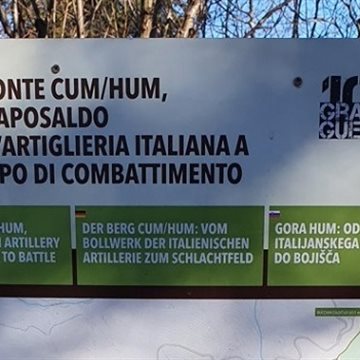 ONTE CUM/HUM,
APOSALDO
'ARTIGLIERIA ITALIANA A
PO DI COMBATTIMENTO
10
GRA
GUE
HUM,
ARTILLERY
TO BATTLE
DER BERG CUM/HUM: VOM
BOLLWERK DER ITALIENISCHEN
ARTILLERIE ZUM SCHLACHTFELD
GORA HUM: OD
ITALIJANSKEGA
DO BOJIŠČA